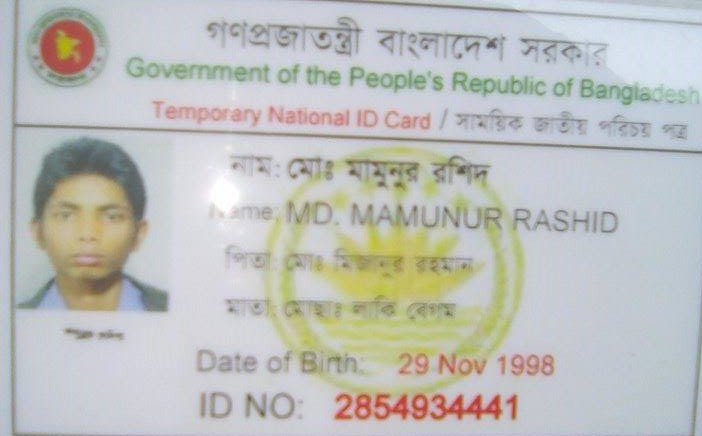 গণপ্রজাতন্ত্রী বাংলাদেশ সরকার
Government of the People's Republic of Bangladesh
Temporary National ID Card / সাময়িক জাতীয় পরিচয় পত্র
নাম: মোঃ মামুনুর রশিদ
Name: MD. MAMUNUR RASHID
পিতা: মোঃ মিজানুর রহমান
মাতা: মোছাঃ লাকি বেগম
Date of Birth: 29 Nov 1998
ID NO: 2854934441